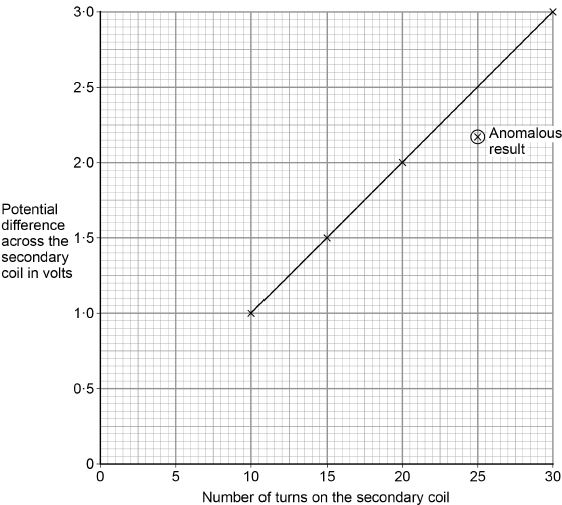 3·0
2·5
2·0
1·5
1·0
0·5
0
Anomalous
result
Potential
difference
across the
secondary
coil in volts
0 5 10 15 20 25 30
Number of turns on the secondary coil